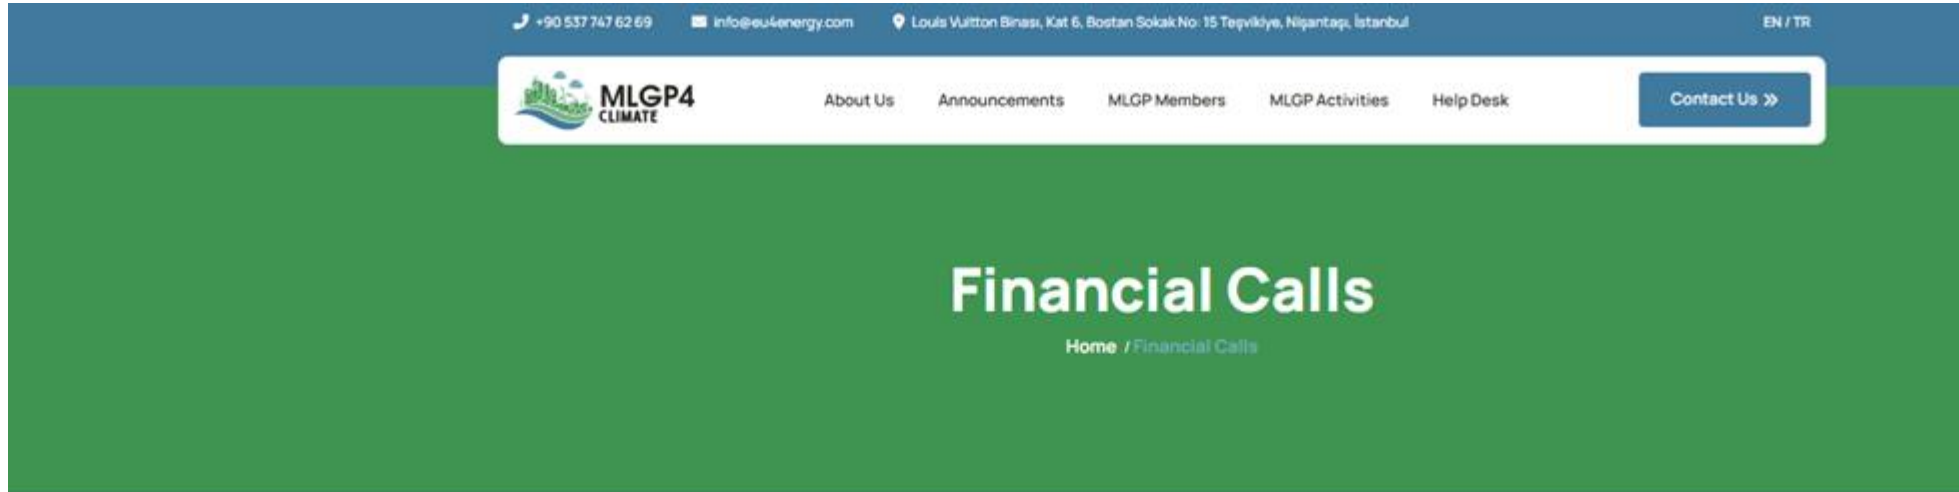 +90 537 747 62 69 info@eu4energy.com Louis Vuitton Binası, Kat 6, Bostan Sokak No: 15 Teşvikiye, Nişantaşı, İstanbul EN / TR
MLGP4
CLIMATE
About Us Announcements MLGP Members MLGP Activities Help Desk Contact Us »
Financial Calls
Home / Financial Calls